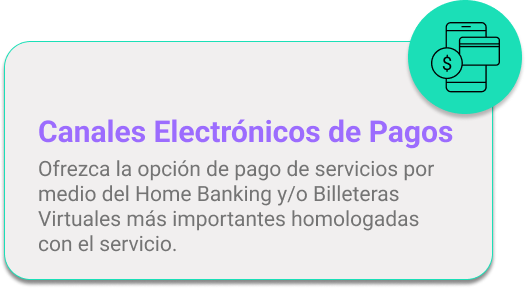 $
Canales Electrónicos de Pagos
Ofrezca la opción de pago de servicios por
medio del Home Banking y/o Billeteras
Virtuales más importantes homologadas
con el servicio.